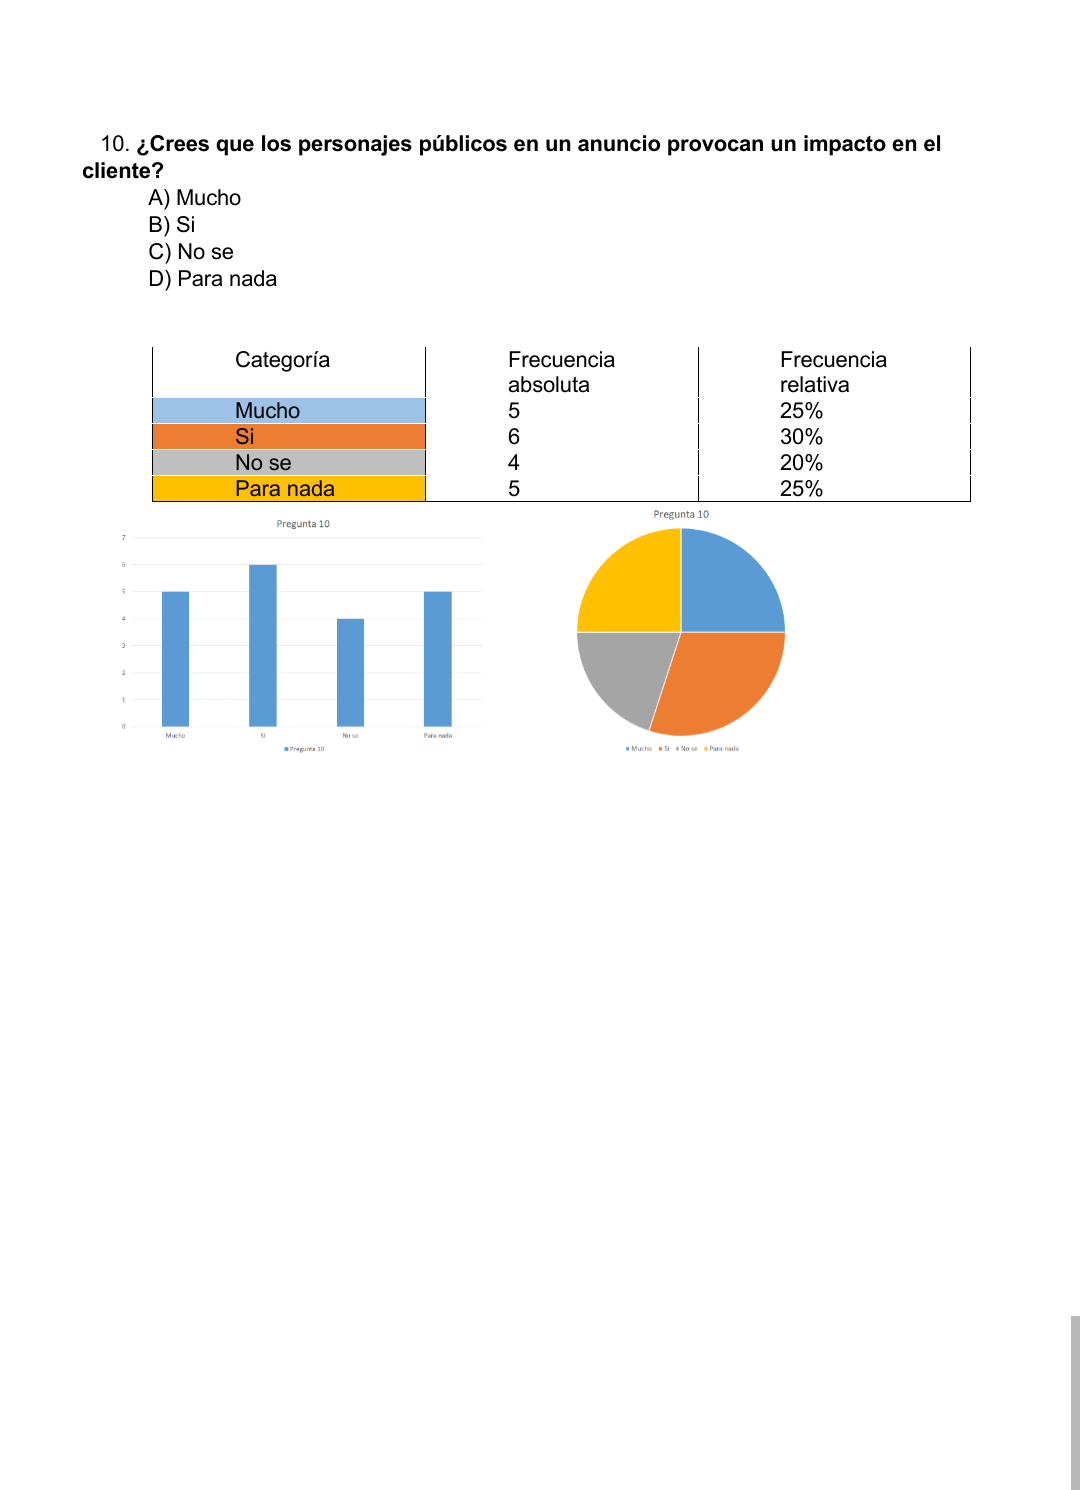 10. ¿Crees que los personajes públicos en un anuncio provocan un impacto en el
cliente?
A) Mucho
B) Si
C) No se
D) Para nada
Categoría Frecuencia absoluta Frecuencia relativa
Mucho 5 25%
Si 6 30%
No se 4 20%
Para nada 5 25%
Pregunta 10
7
6
5
4
3
2
1
0
Mucho Si No se Para nada
Pregunta 10
Pregunta 10
Mucho Si No se Para nada